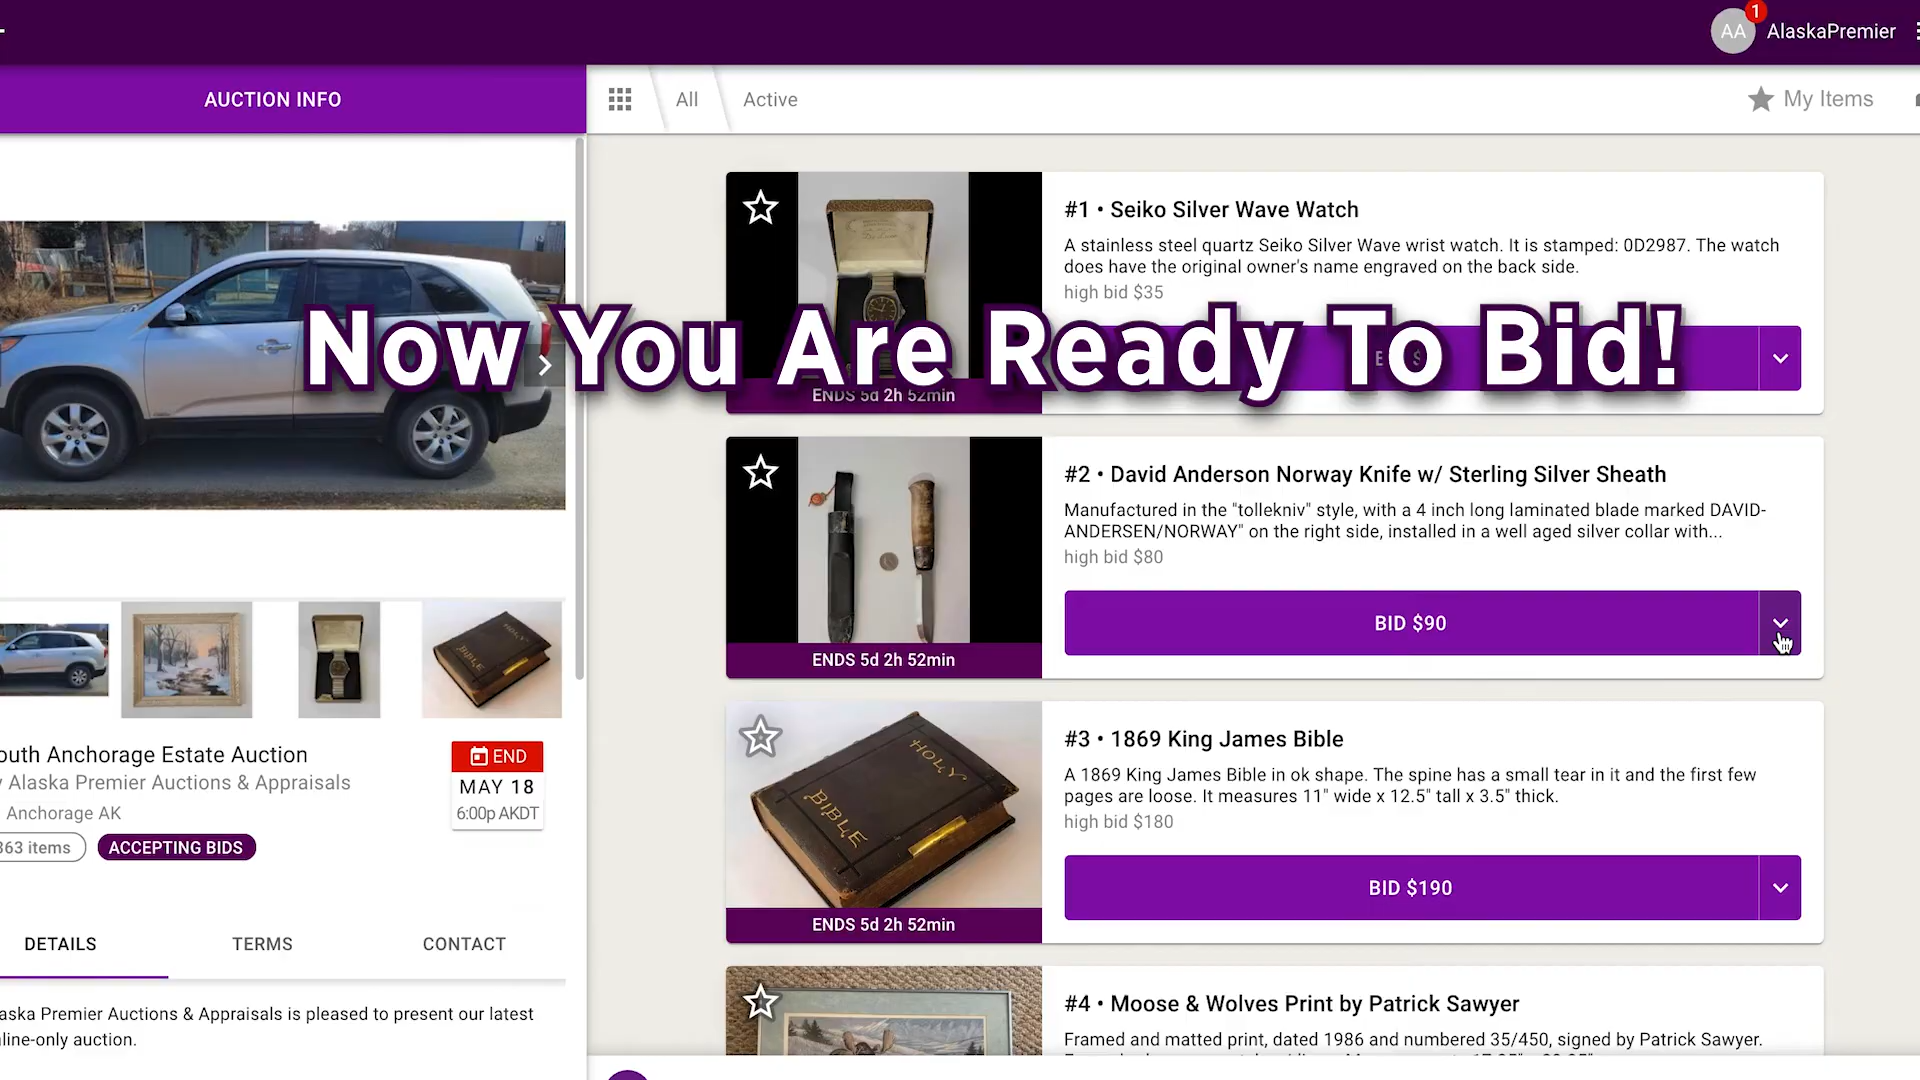 AA
1
AlaskaPremier
AUCTION INFO
All
Active
My Items
Now You Are Ready To Bid!
#1 • Seiko Silver Wave Watch
A stainless steel quartz Seiko Silver Wave wrist watch. It is stamped: 0D2987. The watch
does have the original owner's name engraved on the back side.
high bid $35
ENDS 5d 2h 52min
#2 • David Anderson Norway Knife w/ Sterling Silver Sheath
Manufactured in the "tollekniv" style, with a 4 inch long laminated blade marked DAVID-
ANDERSEN/NORWAY" on the right side, installed in a well aged silver collar with...
high bid $80
BID $90
ENDS 5d 2h 52min
#3 • 1869 King James Bible
A 1869 King James Bible in ok shape. The spine has a small tear in it and the first few
pages are loose. It measures 11" wide x 12.5" tall x 3.5" thick.
high bid $180
BID $190
HOLY
BIBLE
ENDS 5d 2h 52min
#4 • Moose & Wolves Print by Patrick Sawyer
Framed and matted print, dated 1986 and numbered 35/450, signed by Patrick Sawyer.
HOLY
BIBLE
outh Anchorage Estate Auction
y Alaska Premier Auctions & Appraisals
Anchorage AK
363 items
ACCEPTING BIDS
END
MAY 18
6:00p AKDT
DETAILS
TERMS
CONTACT
aska Premier Auctions & Appraisals is pleased to present our latest
line-only auction.